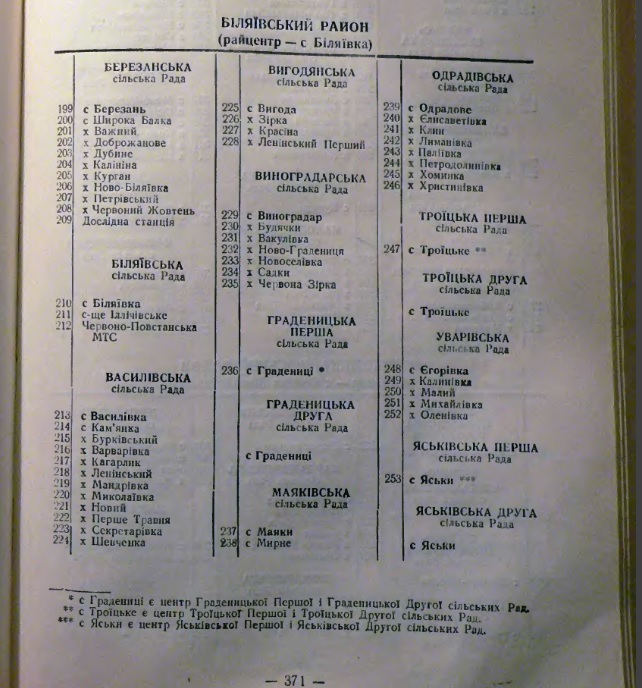 БІЛЯЇВСЬКИЙ РАЙОН
(райцентр — с Біляївка)
БЕРЕЗАНСЬКА
сільська Рада
199 с Березань
200 с Широка Балка
201 х Важний
202 х Доброжанове
203 х Дубине
204 х Калініна
205 х Курган
206 х Ново-Біляївка
207 х Петрівський
208 х Червоний Жовтень
209 Дослідна станція
БІЛЯЇВСЬКА
сільська Рада
210 с Біляївка
211 с-ще Іллічівське
212 Червоно-Повстанська
МТС
ВАСИЛІВСЬКА
сільська Рада
213 с Василівка
214 с Кам'янка
215 х Бурківський
216 х Варварівка
217 х Кагарлик
218 х Ленінський
219 х Мандрівка
220 х Миколаївка
221 х Новий
222 х Перше Травня
223 х Секретарівка
224 х Шевченка
ВИГОДЯНСЬКА
сільська Рада
225 с Вигода
226 х Зірка
227 х Красіна
228 х Ленінський Перший
ВИНОГРАДАРСЬКА
сільська Рада
229 с Виноградар
230 х Будячки
231 х Вакулівка
232 х Ново-Градениця
233 х Новоселівка
234 х Садки
235 х Червона Зірка
ГРАДЕНИЦЬКА
ПЕРША
сільська Рада
236 с Градениці *
ГРАДЕНИЦЬКА
ДРУГА
сільська Рада
с Градениці
МАЯКІВСЬКА
сільська Рада
237 с Маяки
238 с Мирне
ОДРАДІВСЬКА
сільська Рада
239 с Одрадове
240 х Єлисаветівка
241 х Клин
242 х Лиманівка
243 х Паліївка
244 х Петродолинівка
245 х Хоминка
246 х Христинівка
ТРОЇЦЬКА ПЕРША
сільська Рада
247 с Троїцьке **
ТРОЇЦЬКА ДРУГА
сільська Рада
с Троїцьке
УВАРІВСЬКА
сільська Рада
248 с Єгорівка
249 х Калинівка
250 х Малий
251 х Михайлівка
252 х Оленівка
ЯСЬКІВСЬКА ПЕРША
сільська Рада
253 с Яськи ***
ЯСЬКІВСЬКА ДРУГА
сільська Рада
с Яськи
* с Градениці є центр Граденицької Першої і Граденицької Другої сільських Рад.
** с Троїцьке є центр Троїцької Першої і Троїцької Другої сільських Рад.
*** с Яськи є центр Яськівської Першої і Яськівської Другої сільських Рад.
— 371 —